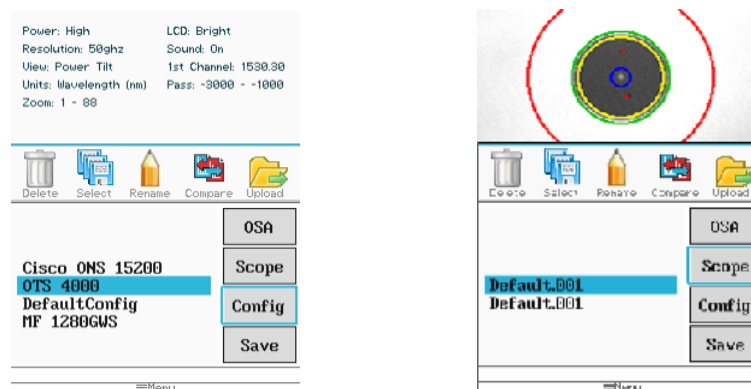 Power: High LCD: Bright
Resolution: 50ghz Sound: On
View: Power Tilt 1st Channel: 1530.30
Units: Wavelength (nm) Pass: -3000 - -1000
Zoom: 1 - 88
Delete Select Rename Compare Upload
OSA
Cisco ONS 15200 Scope
OTS 4000
DefaultConfig Config
MF 1280GWS
Save
Menu
Delete Select Rename Compare Upload
OSA
Scope
Default.001
Default.001 Config
Save
Menu